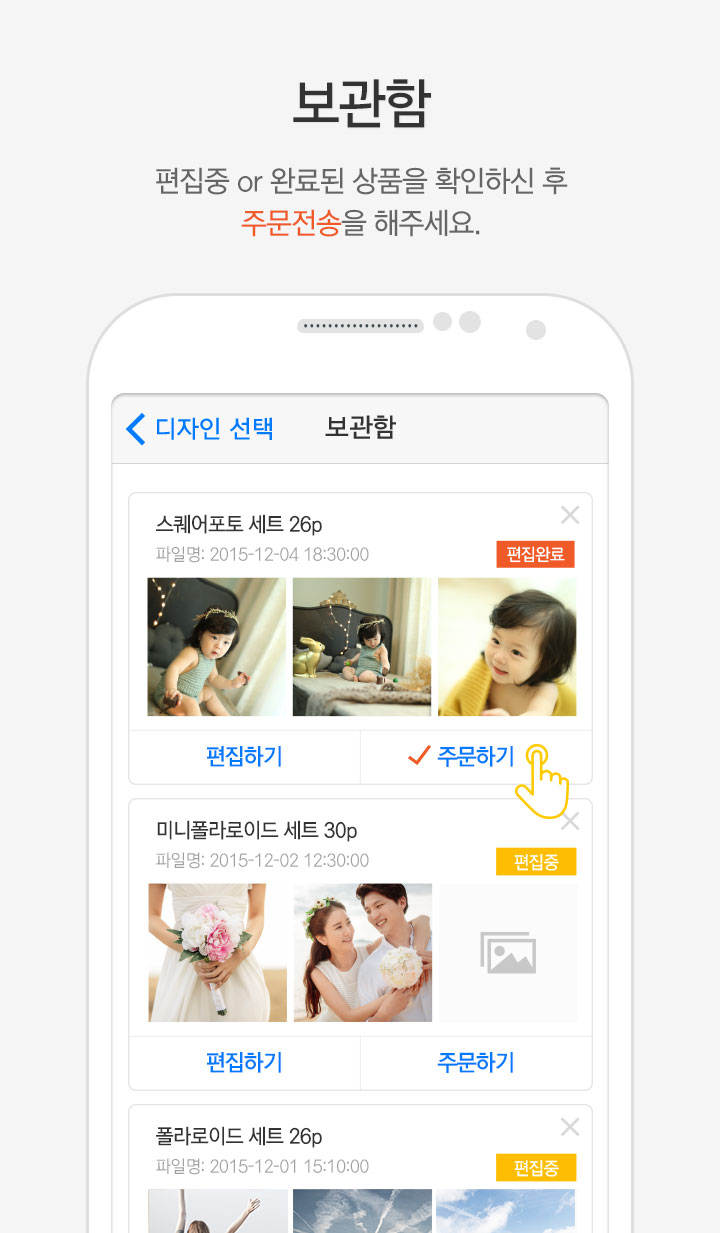 보관함
편집중 or 완료된 상품을 확인하신 후
주문전송을 해주세요.
디자인 선택 보관함
스퀘어포토 세트 26p
파일명: 2015-12-04 18:30:00 편집완료
편집하기 주문하기
미니폴라로이드 세트 30p
파일명: 2015-12-02 12:30:00 편집중
편집하기 주문하기
폴라로이드 세트 26p
파일명: 2015-12-01 15:10:00 편집중